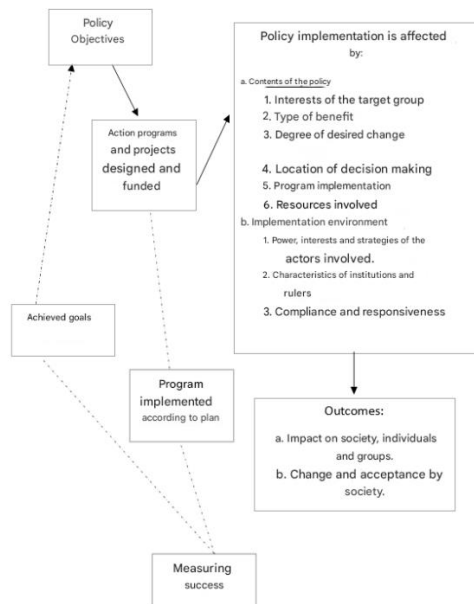 Policy
Objectives
Policy implementation is affected
by:
a. Contents of the policy
1. Interests of the target group
2. Type of benefit
3. Degree of desired change
4. Location of decision making
5. Program implementation
6. Resources involved
b. Implementation environment
1. Power, interests and strategies of the
actors involved.
2. Characteristics of institutions and
rulers
3. Compliance and responsiveness
Action programs
and projects
designed and
funded
Achieved goals
Program
implemented
according to plan
Outcomes:
a. Impact on society, individuals
and groups.
b. Change and acceptance by
society.
Measuring
success